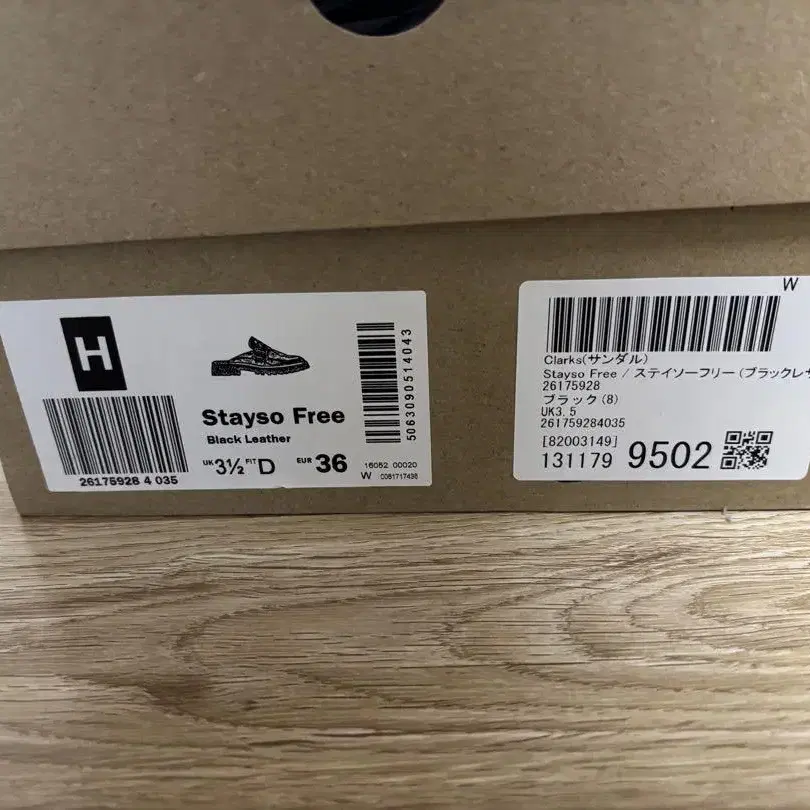 H
Stayso Free
Black Leather
UK 3½ FIT D EUR 36
26175928 4 035
5063090514043
16052 00020
W
W
Clarks(サンダル)
Stayso Free / ステイソーフリー (ブラックレザ
26175928
ブラック(8)
UK3.5
261759284035
[82003149]
131179 9502